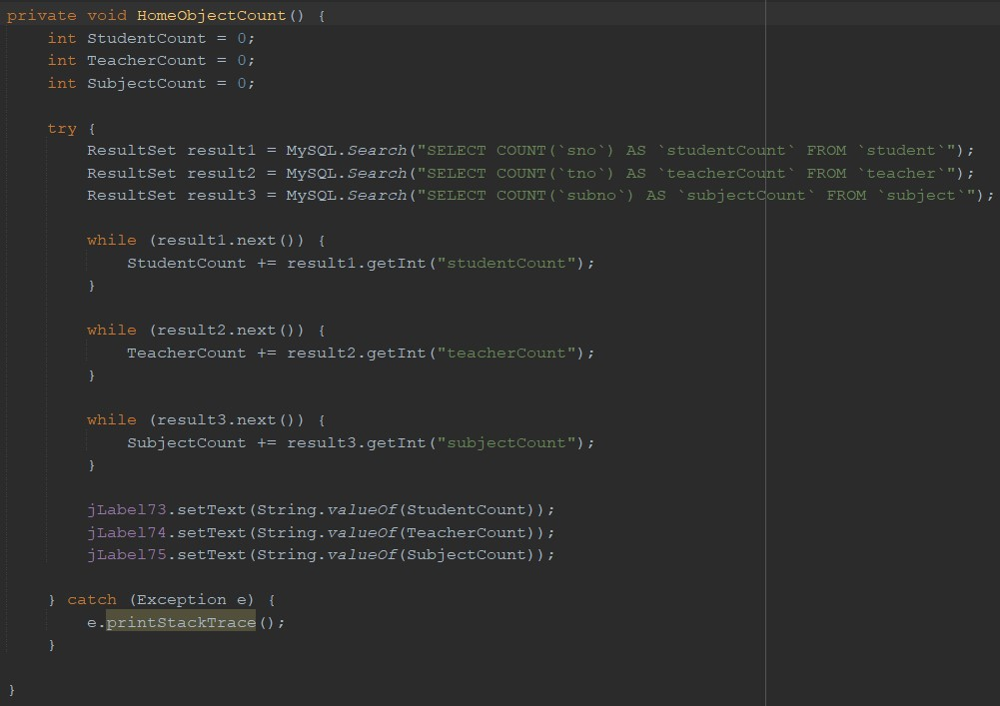 private void HomeObjectCount() {
    int StudentCount = 0;
    int TeacherCount = 0;
    int SubjectCount = 0;

    try {
        ResultSet result1 = MySQL.Search("SELECT COUNT(`sno`) AS `studentCount` FROM `student`");
        ResultSet result2 = MySQL.Search("SELECT COUNT(`tno`) AS `teacherCount` FROM `teacher`");
        ResultSet result3 = MySQL.Search("SELECT COUNT(`subno`) AS `subjectCount` FROM `subject`");

        while (result1.next()) {
            StudentCount += result1.getInt("studentCount");
        }

        while (result2.next()) {
            TeacherCount += result2.getInt("teacherCount");
        }

        while (result3.next()) {
            SubjectCount += result3.getInt("subjectCount");
        }

        jLabel73.setText(String.valueOf(StudentCount));
        jLabel74.setText(String.valueOf(TeacherCount));
        jLabel75.setText(String.valueOf(SubjectCount));

    } catch (Exception e) {
        e.printStackTrace();
    }

}